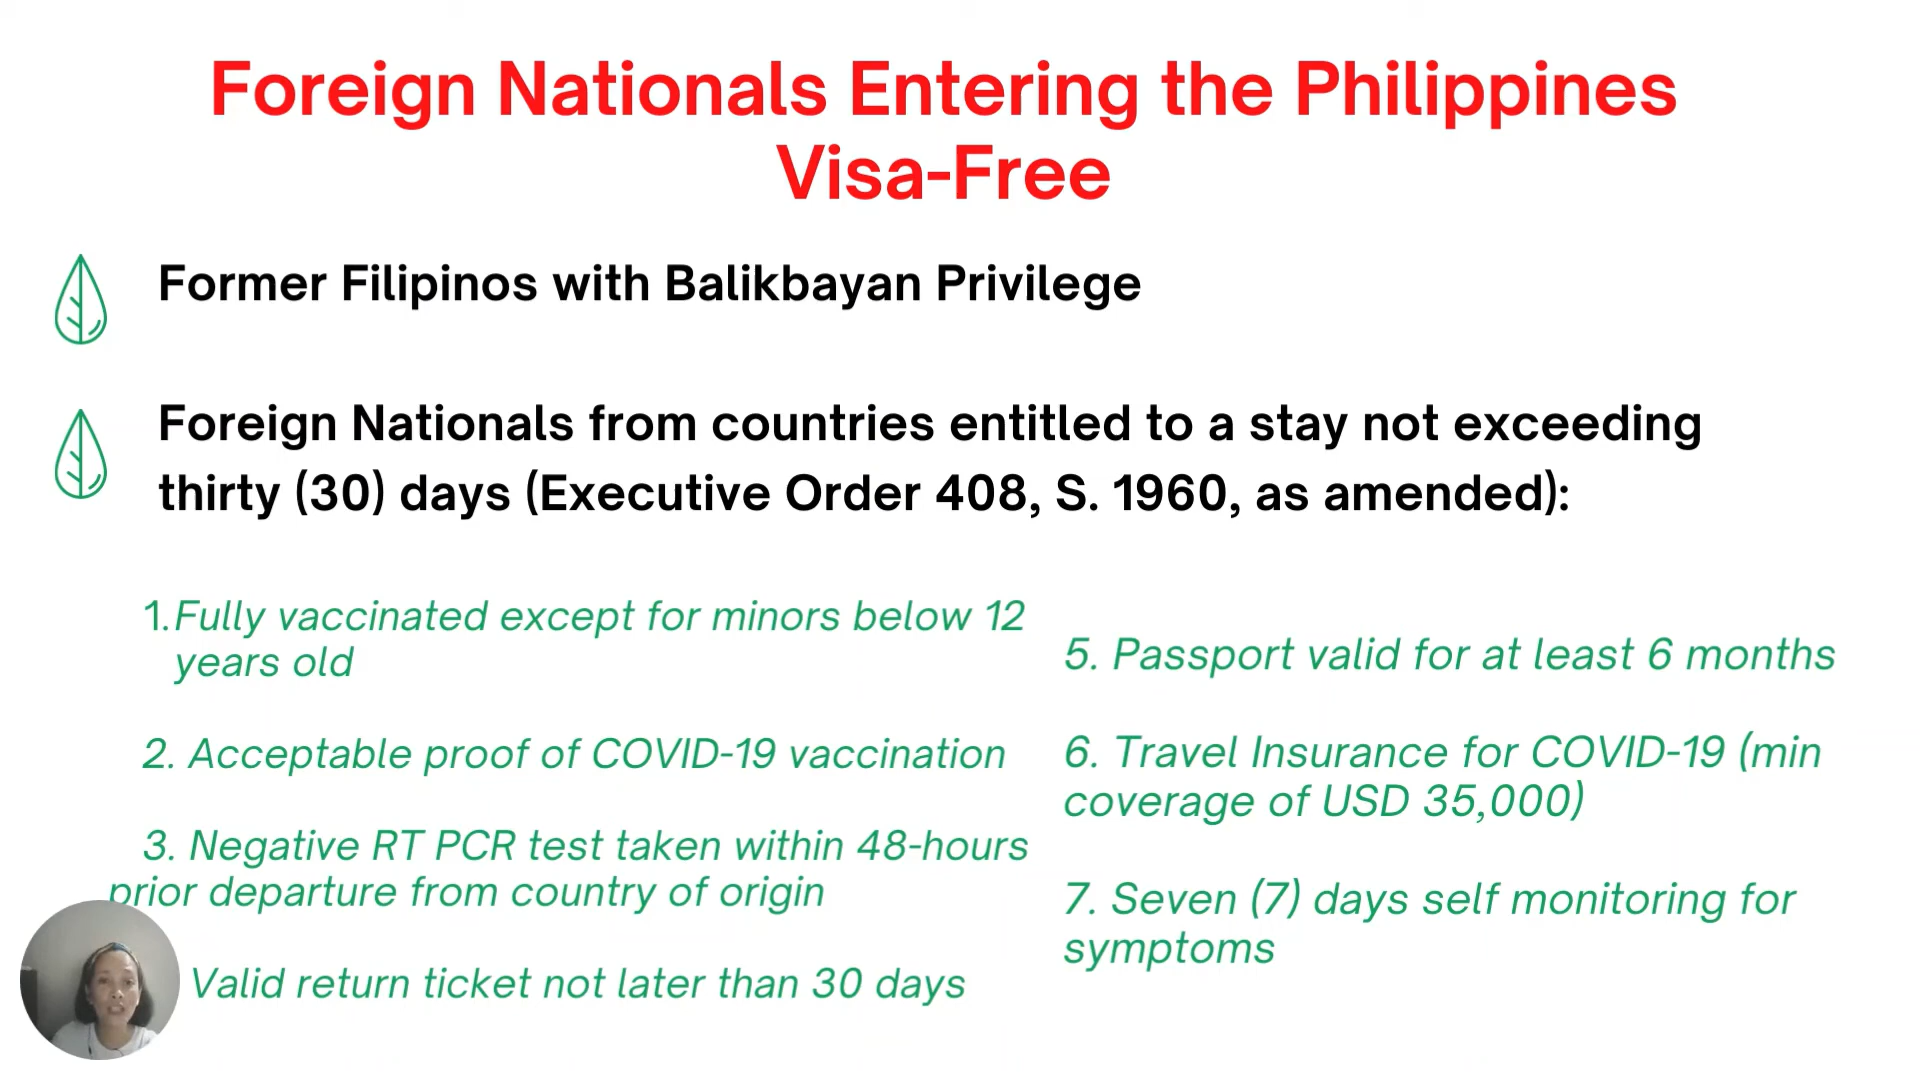 Foreign Nationals Entering the Philippines
Visa-Free
Former Filipinos with Balikbayan Privilege
Foreign Nationals from countries entitled to a stay not exceeding
thirty (30) days (Executive Order 408, S. 1960, as amended):
1. Fully vaccinated except for minors below 12
years old
2. Acceptable proof of COVID-19 vaccination
3. Negative RT PCR test taken within 48-hours
prior departure from country of origin
Valid return ticket not later than 30 days
5. Passport valid for at least 6 months
6. Travel Insurance for COVID-19 (min
coverage of USD 35,000)
7. Seven (7) days self monitoring for
symptoms